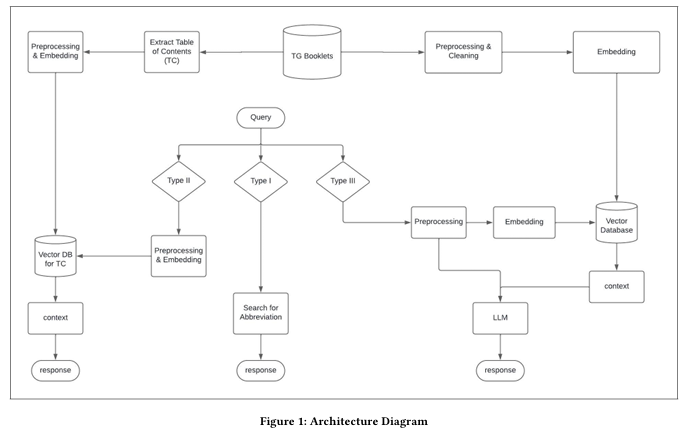 Preprocessing
& Embedding
Extract Table
of Contents
(TC)
TG Booklets
Preprocessing &
Cleaning
Embedding
Query
Type II
Type I
Type III
Preprocessing
Embedding
Vector
Database
Vector DB
for TC
Preprocessing
& Embedding
context
context
Search for
Abbreviation
LLM
response
response
response
Figure 1: Architecture Diagram